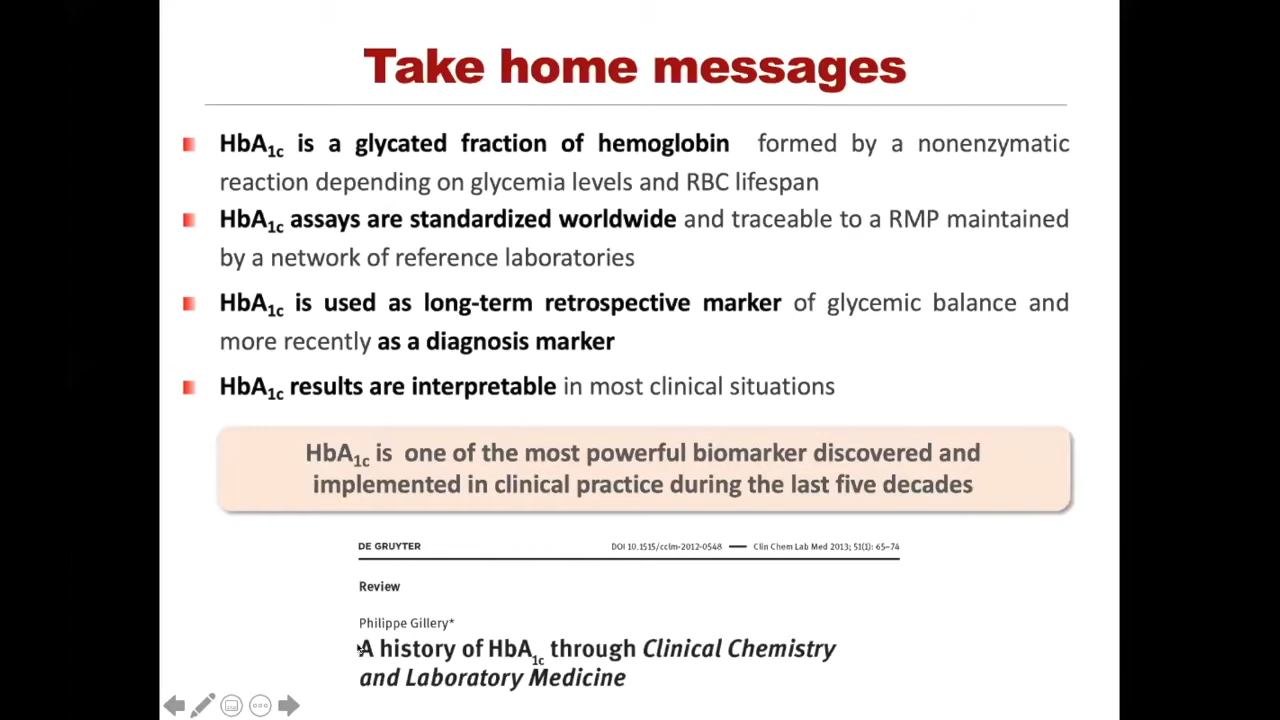 Take home messages
HbA1c is a glycated fraction of hemoglobin formed by a nonenzymatic
reaction depending on glycemia levels and RBC lifespan
HbA1c assays are standardized worldwide and traceable to a RMP maintained
by a network of reference laboratories
HbA1c is used as long-term retrospective marker of glycemic balance and
more recently as a diagnosis marker
HbA1c results are interpretable in most clinical situations
HbA1c is one of the most powerful biomarker discovered and
implemented in clinical practice during the last five decades
DE GRUYTER DOI 10.1515/cclm-2012-0548 — Clin Chem Lab Med 2013; 51(1): 65–74
Review
Philippe Gillery*
A history of HbA1c through Clinical Chemistry
and Laboratory Medicine